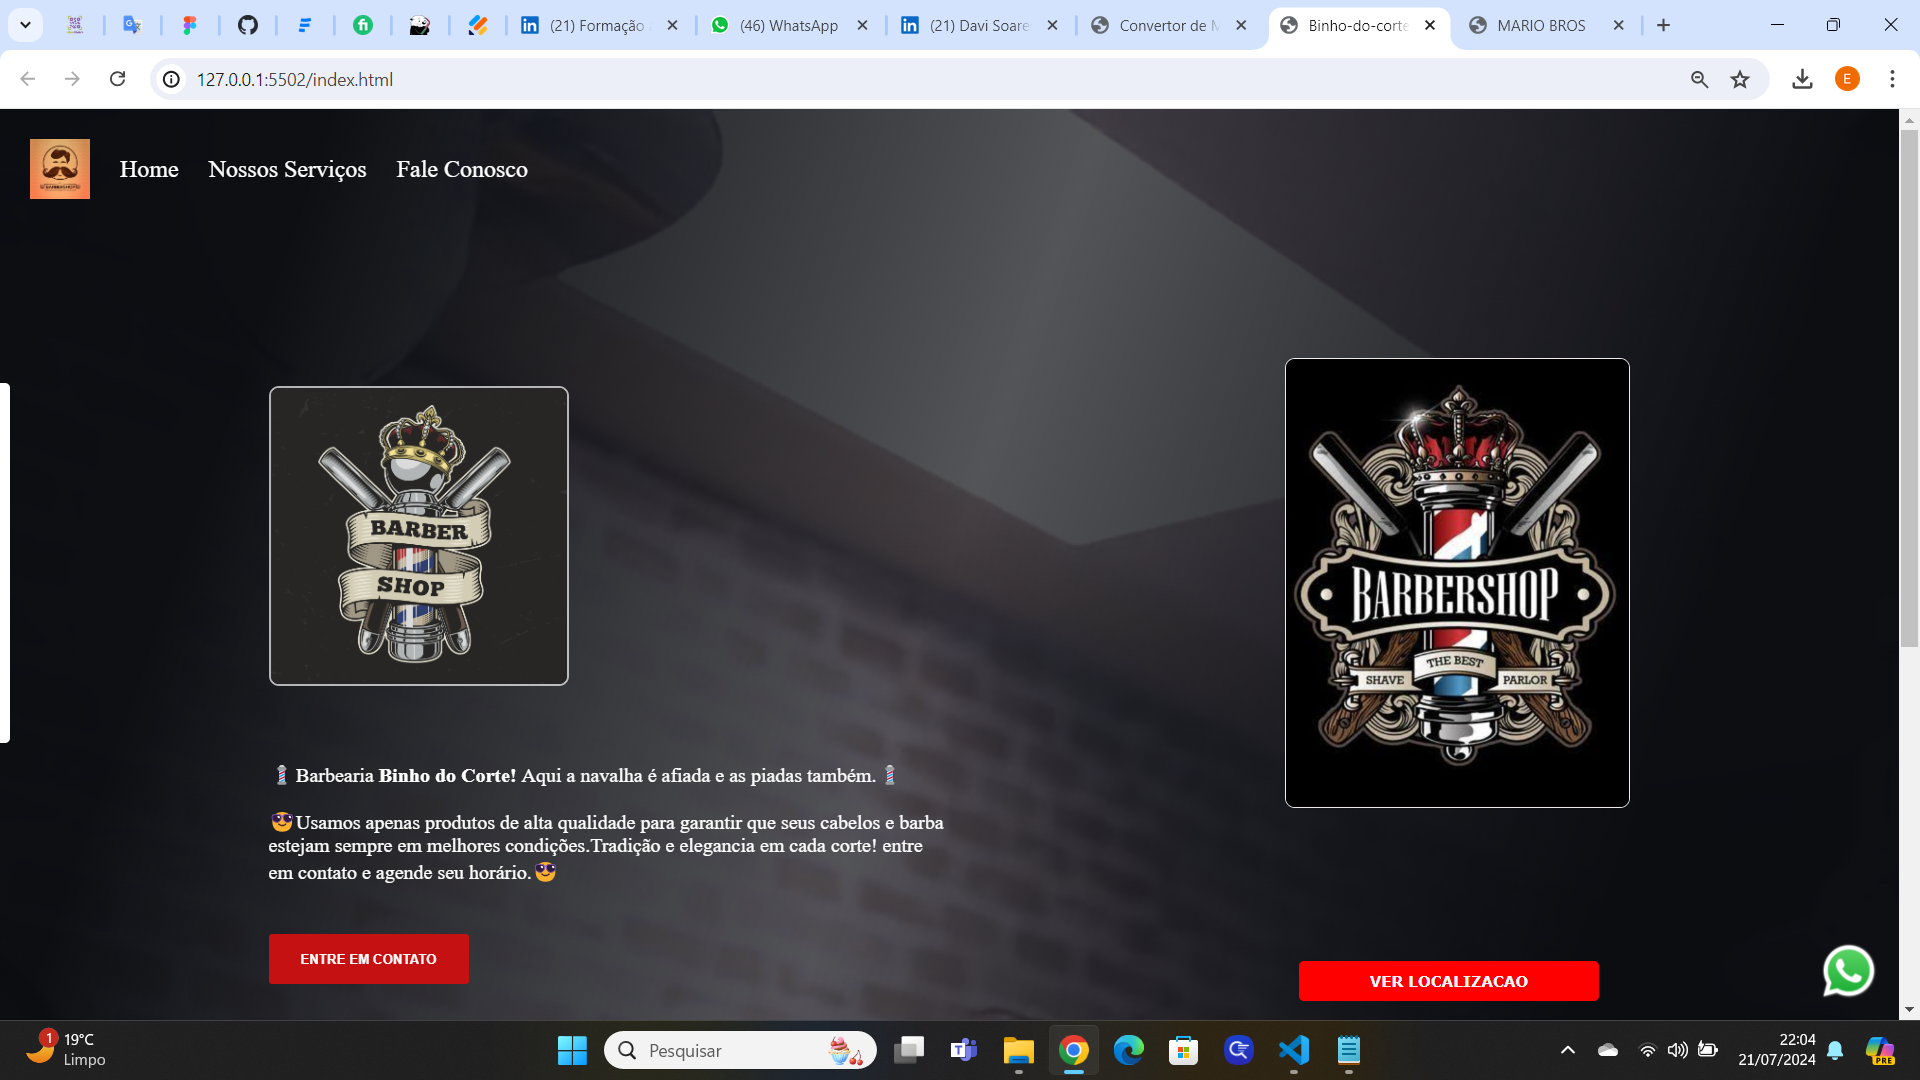 (21) Formação
(46) WhatsApp
(21) Davi Soare
Convertor de M
Binho-do-corte
MARIO BROS
127.0.0.1:5502/index.html
E
Home
Nossos Serviços
Fale Conosco
BARBER
SHOP
BARBERSHOP
THE BEST
SHAVE
PARLOR
💈Barbearia Binho do Corte! Aqui a navalha é afiada e as piadas também.💈
😎Usamos apenas produtos de alta qualidade para garantir que seus cabelos e barba
estejam sempre em melhores condições.Tradição e elegancia em cada corte! entre
em contato e agende seu horário.😎
ENTRE EM CONTATO
VER LOCALIZACAO
1
19°C
Limpo
Pesquisar
22:04
21/07/2024
PRE